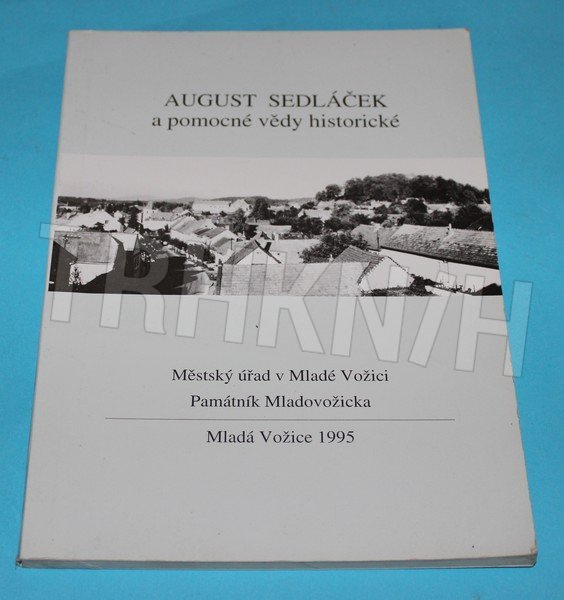 AUGUST SEDLÁČEK
a pomocné vědy historické
TRHKNIH
Městský úřad v Mladé Vožici
Památník Mladovožicka
Mladá Vožice 1995